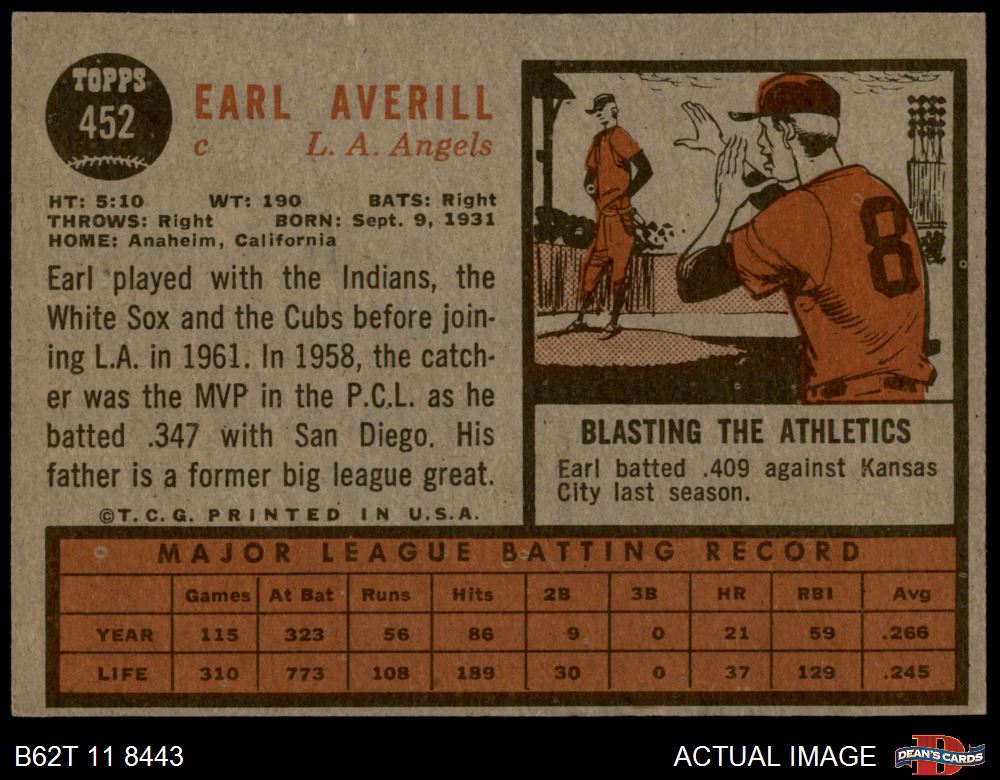 TOPPS
452
EARL AVERILL
c L. A. Angels
HT: 5:10 WT: 190 BATS: Right
THROWS: Right BORN: Sept. 9, 1931
HOME: Anaheim, California
Earl played with the Indians, the
White Sox and the Cubs before join-
ing L.A. in 1961. In 1958, the catch-
er was the MVP in the P.C.L. as he
batted .347 with San Diego. His
father is a former big league great.
©T.C.G. PRINTED IN U.S.A.
8
BLASTING THE ATHLETICS
Earl batted .409 against Kansas
City last season.
MAJOR LEAGUE BATTING RECORD
Games At Bat Runs Hits 2B 3B HR RBI Avg
YEAR 115 323 56 86 9 0 21 59 .266
LIFE 310 773 108 189 30 0 37 129 .245
B62T 11 8443 ACTUAL IMAGE
D
DEAN'S CARDS